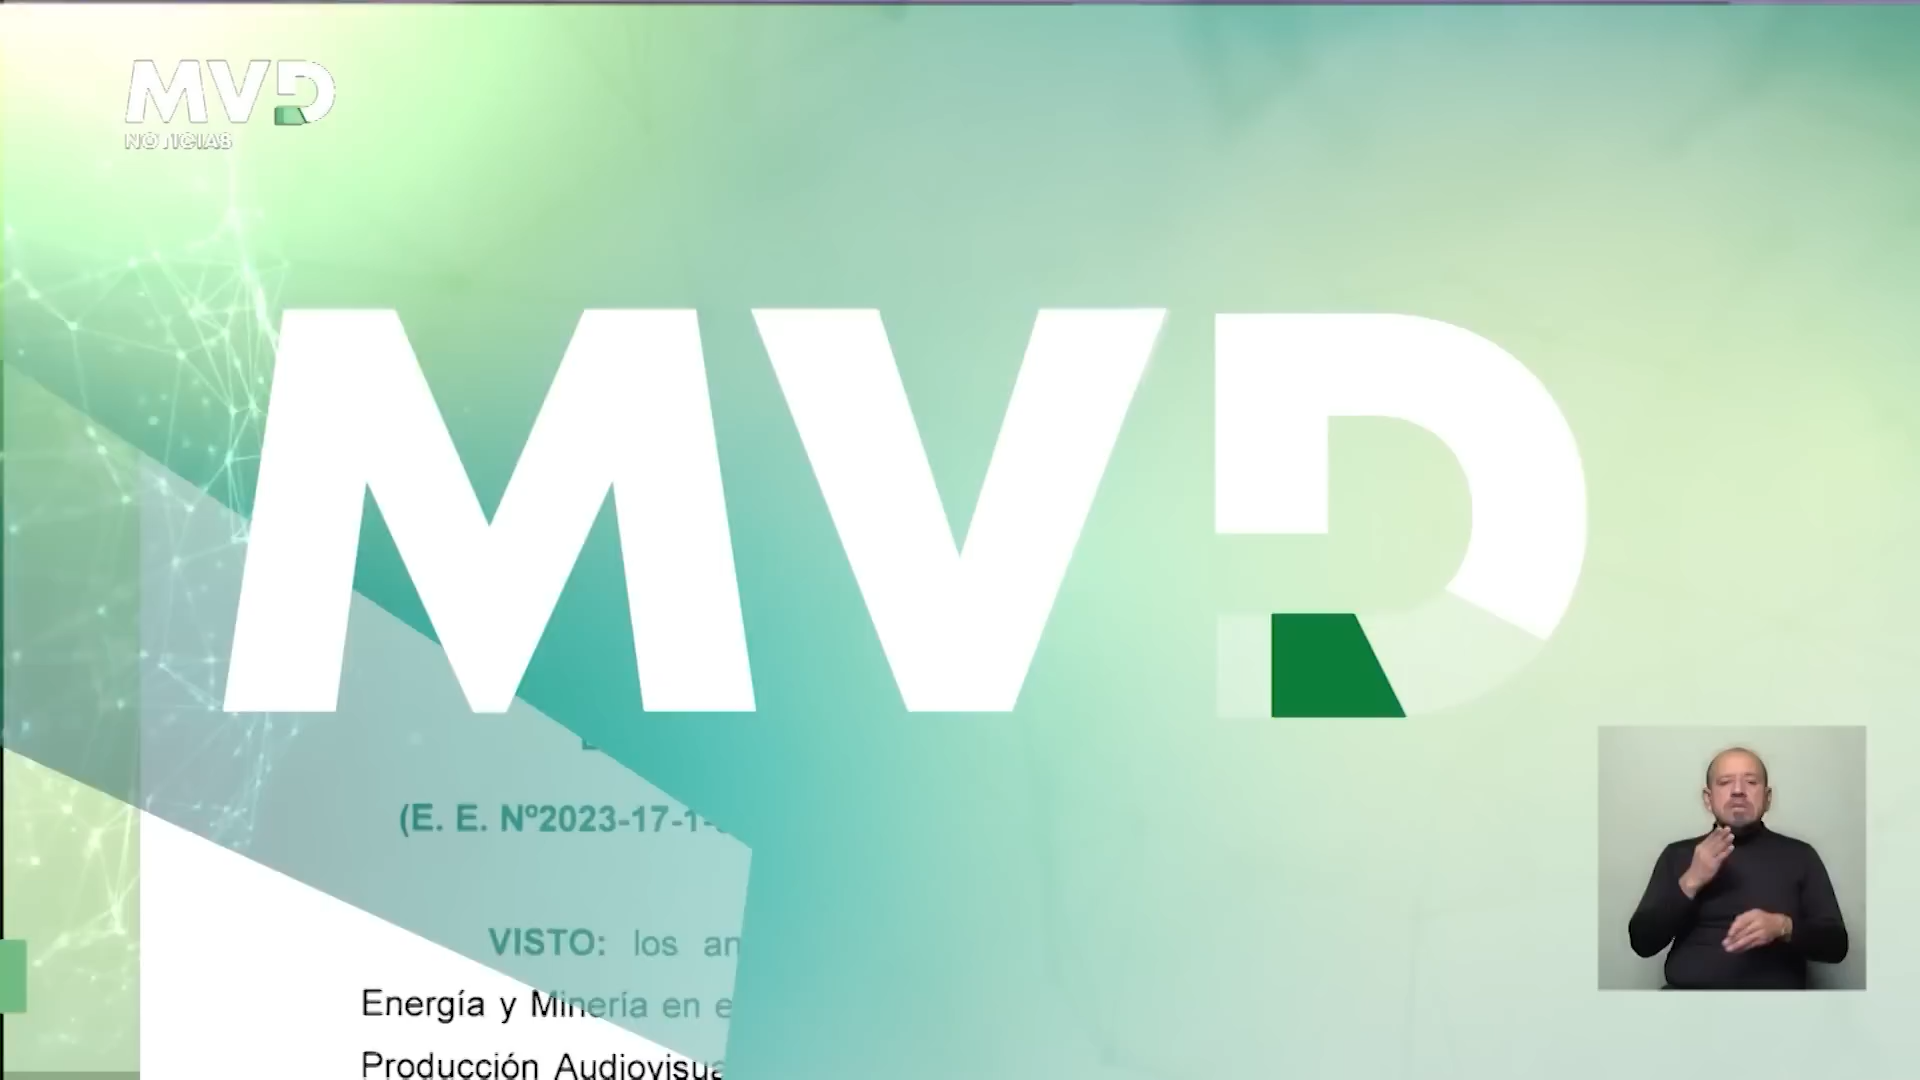 MVD
NOTICIAS
MVD
(E. E. Nº2023-17-1-
VISTO: los an
Energía y Minería en e
Producción Audiovisua